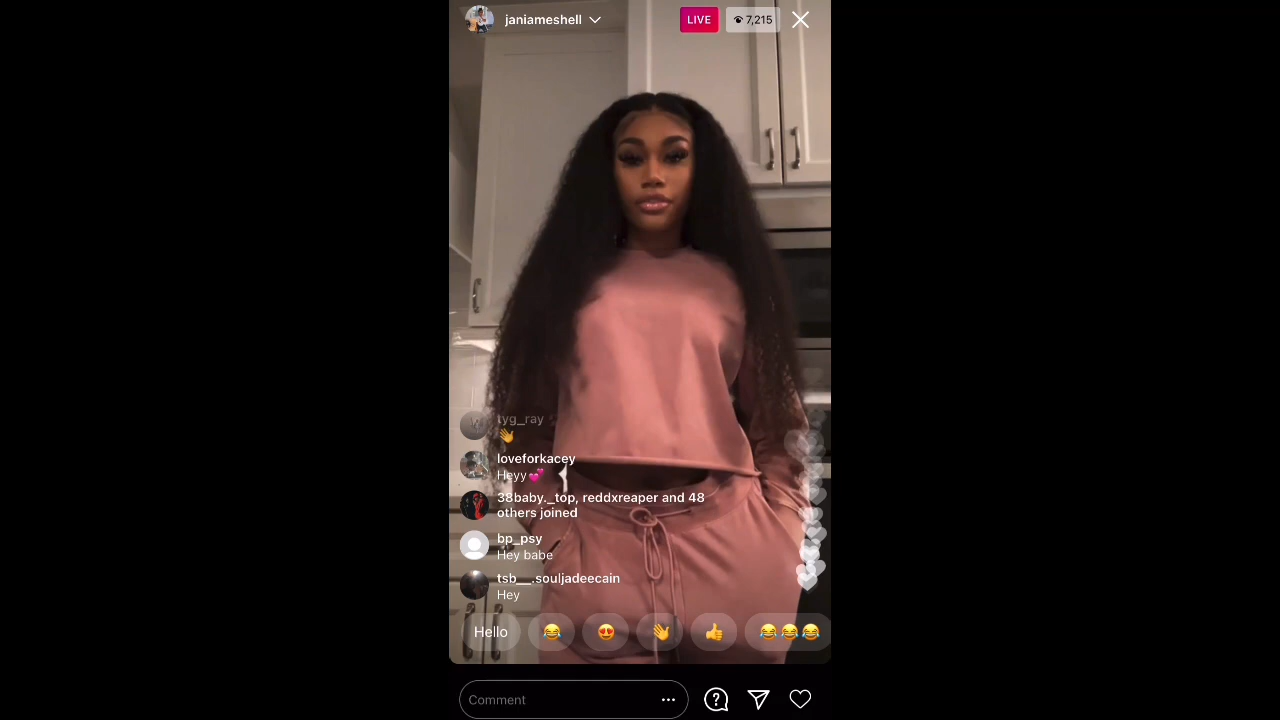 janiameshell
LIVE
7,215
tyg_ray
👋
loveforkacey
Heyy💕
38baby._top, reddxreaper and 48
others joined
bp_psy
Hey babe
tsb__.souljadeecain
Hey
Hello 😂 😍 👋 👍 😂😂😂
Comment